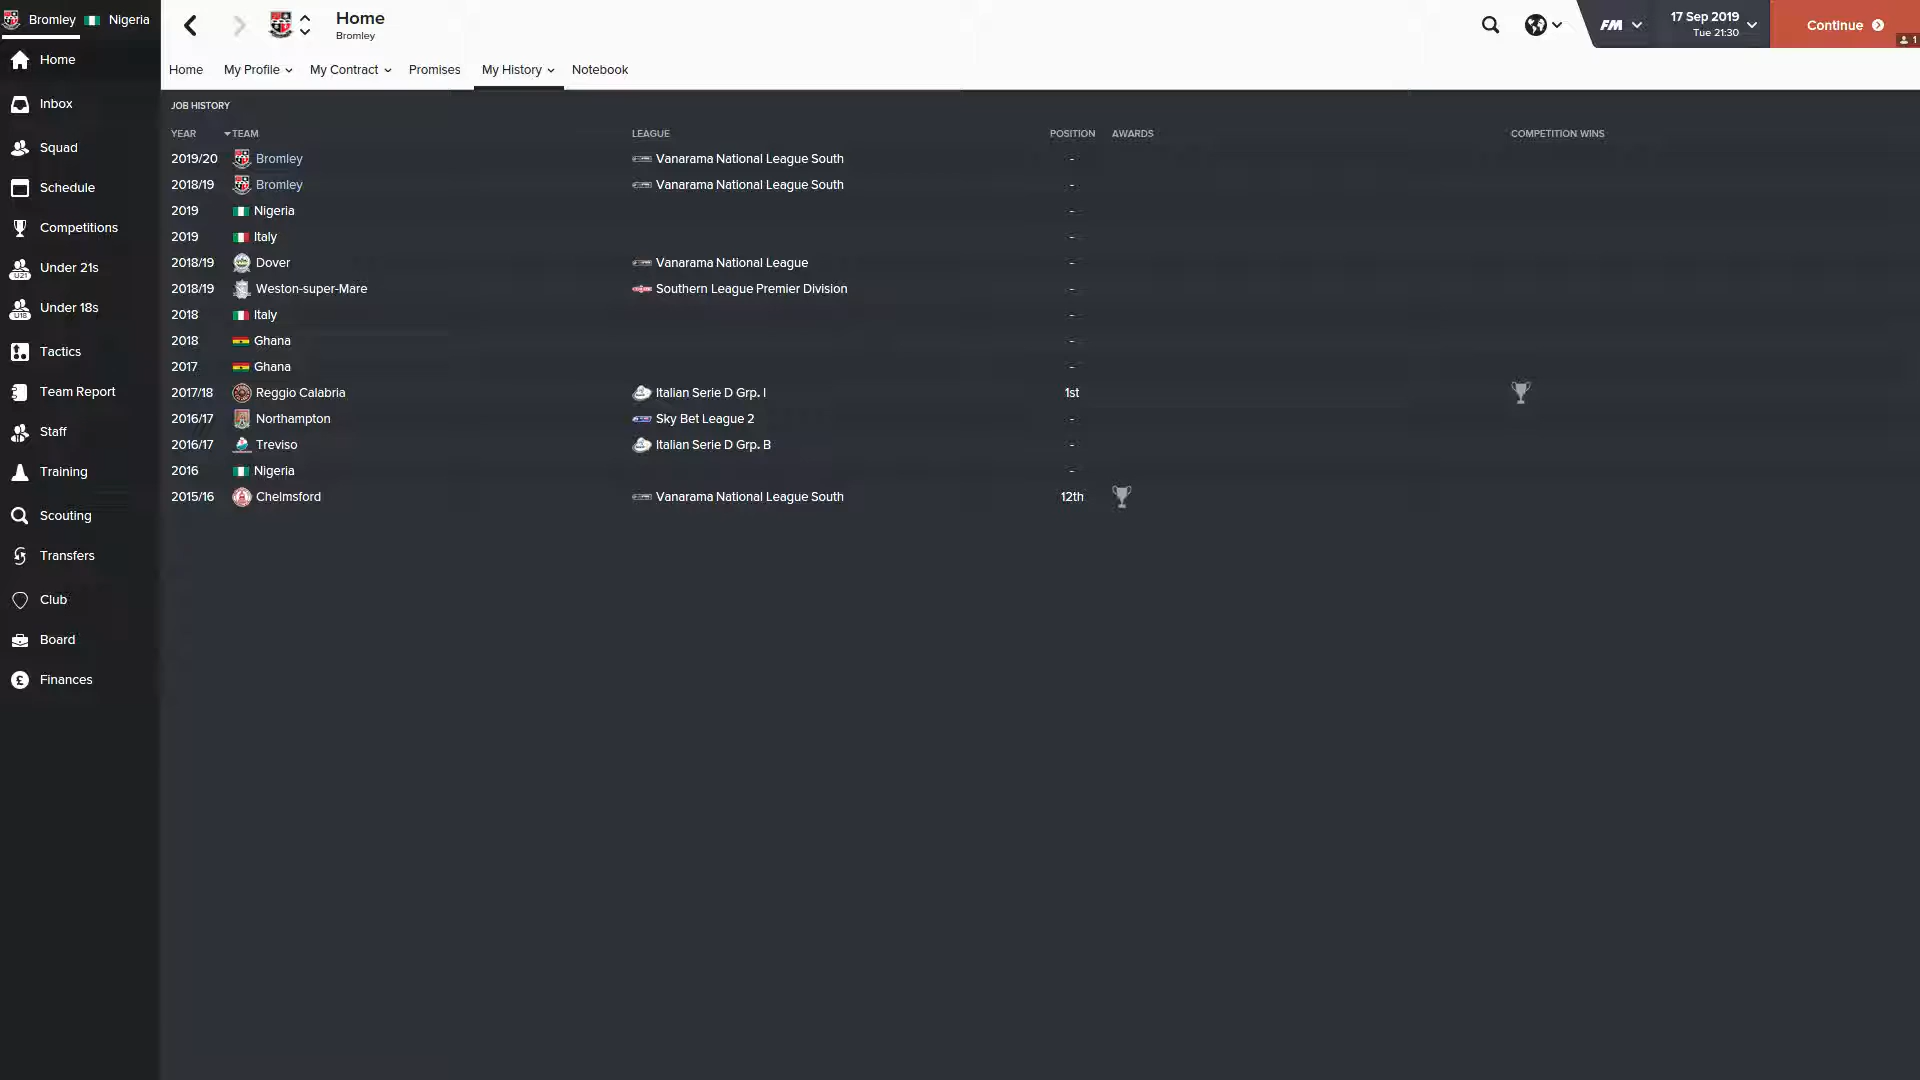 Bromley Nigeria
Home
Bromley
FM
17 Sep 2019
Tue 21:30
Continue
1
Home
Inbox
Squad
Schedule
Competitions
U21 Under 21s
U18 Under 18s
Tactics
Team Report
Staff
Training
Scouting
Transfers
Club
Board
£ Finances
Home My Profile My Contract Promises My History Notebook
JOB HISTORY
YEAR TEAM LEAGUE POSITION AWARDS COMPETITION WINS
2019/20 Bromley Vanarama National League South -
2018/19 Bromley Vanarama National League South -
2019 Nigeria -
2019 Italy -
2018/19 Dover Vanarama National League -
2018/19 Weston-super-Mare Southern League Premier Division -
2018 Italy -
2018 Ghana -
2017 Ghana -
2017/18 Reggio Calabria Italian Serie D Grp. I 1st
2016/17 Northampton Sky Bet League 2 -
2016/17 Treviso Italian Serie D Grp. B -
2016 Nigeria -
2015/16 Chelmsford Vanarama National League South 12th